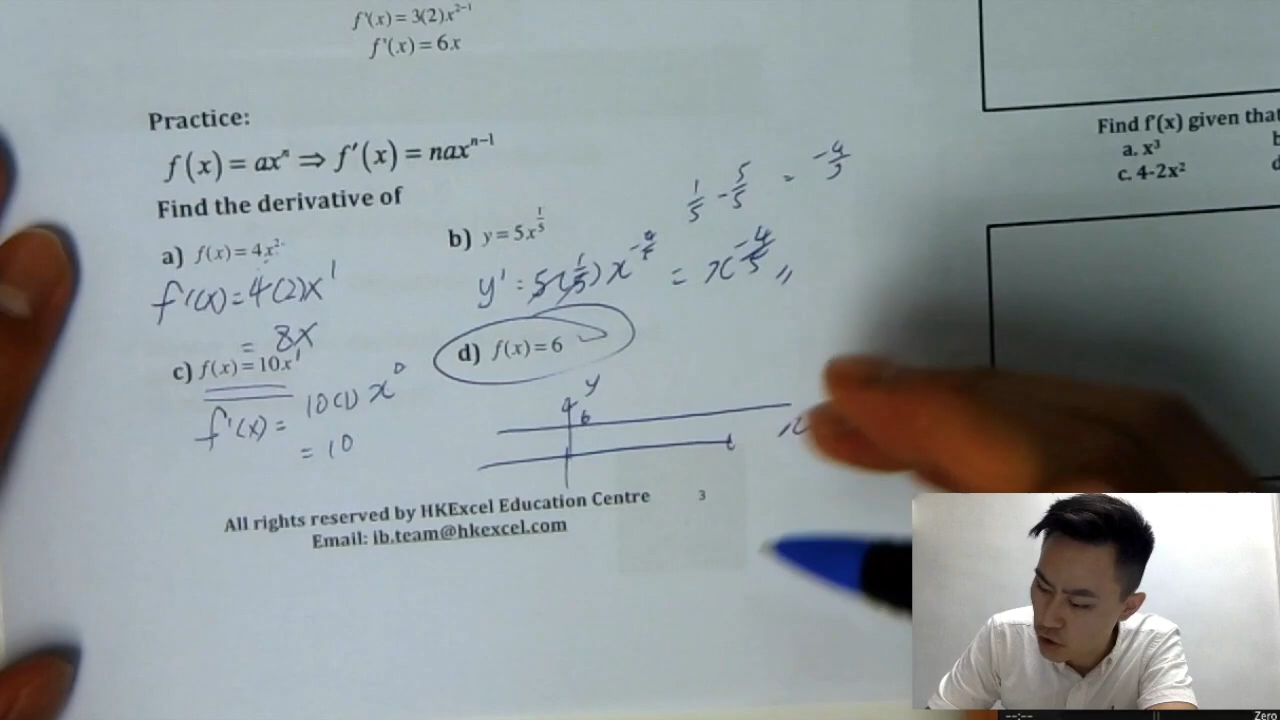 f'(x) = 3(2)x^{2-1}
f'(x) = 6x
Practice:
f(x) = ax^n ⇒ f'(x) = nax^{n-1}
Find the derivative of
a) f(x) = 4x^2
f'(x) = 4(2)x^1
= 8x
b) y = 5x^{1/5}
1/5 - 5/5 = -4/5
y' = 5(1/5)x^{-4/5} = x^{-4/5} //
c) f(x) = 10x^1
f'(x) = 10(1)x^0
= 10
d) f(x) = 6
y
6
x
All rights reserved by HKExcel Education Centre
3
Email: ib.team@hkexcel.com
Find f'(x) given that
a. x^3
c. 4-2x^2
--:--
Zero